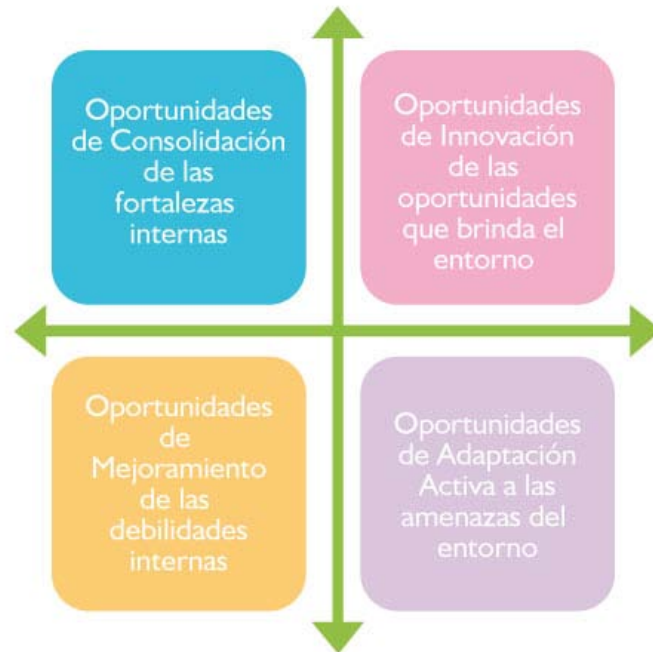 Oportunidades
de Consolidación
de las
fortalezas
internas
Oportunidades
de Innovación
de las
oportunidades
que brinda el
entorno
Oportunidades
de
Mejoramiento
de las
debilidades
internas
Oportunidades
de Adaptación
Activa a las
amenazas del
entorno